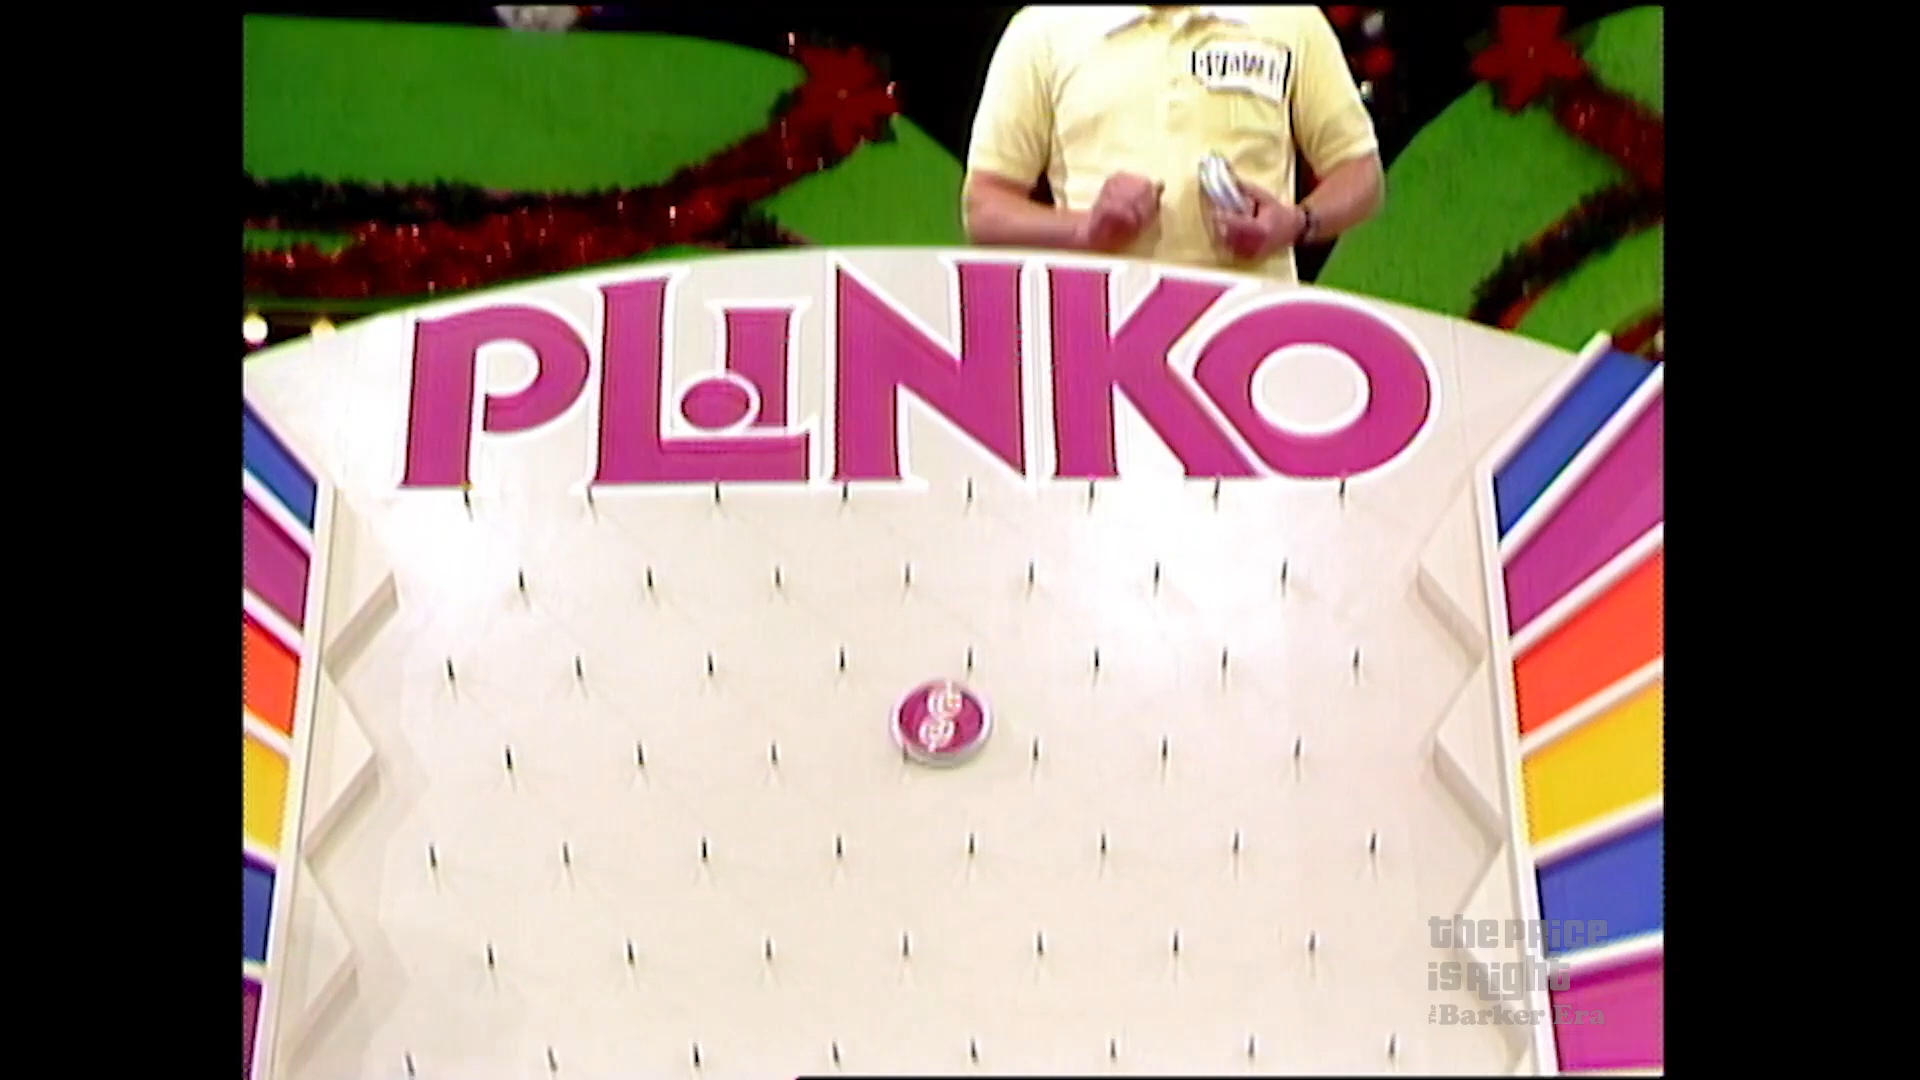 PLiNKO
the price
is right
The Barker Era